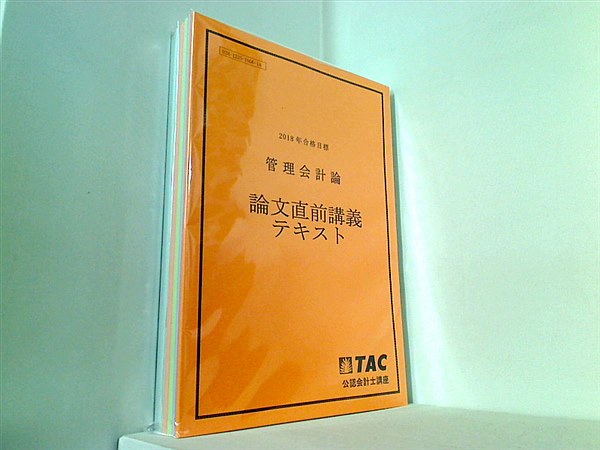 2018年合格目標
管理会計論
論文直前講義
テキスト
TAC
公認会計士講座